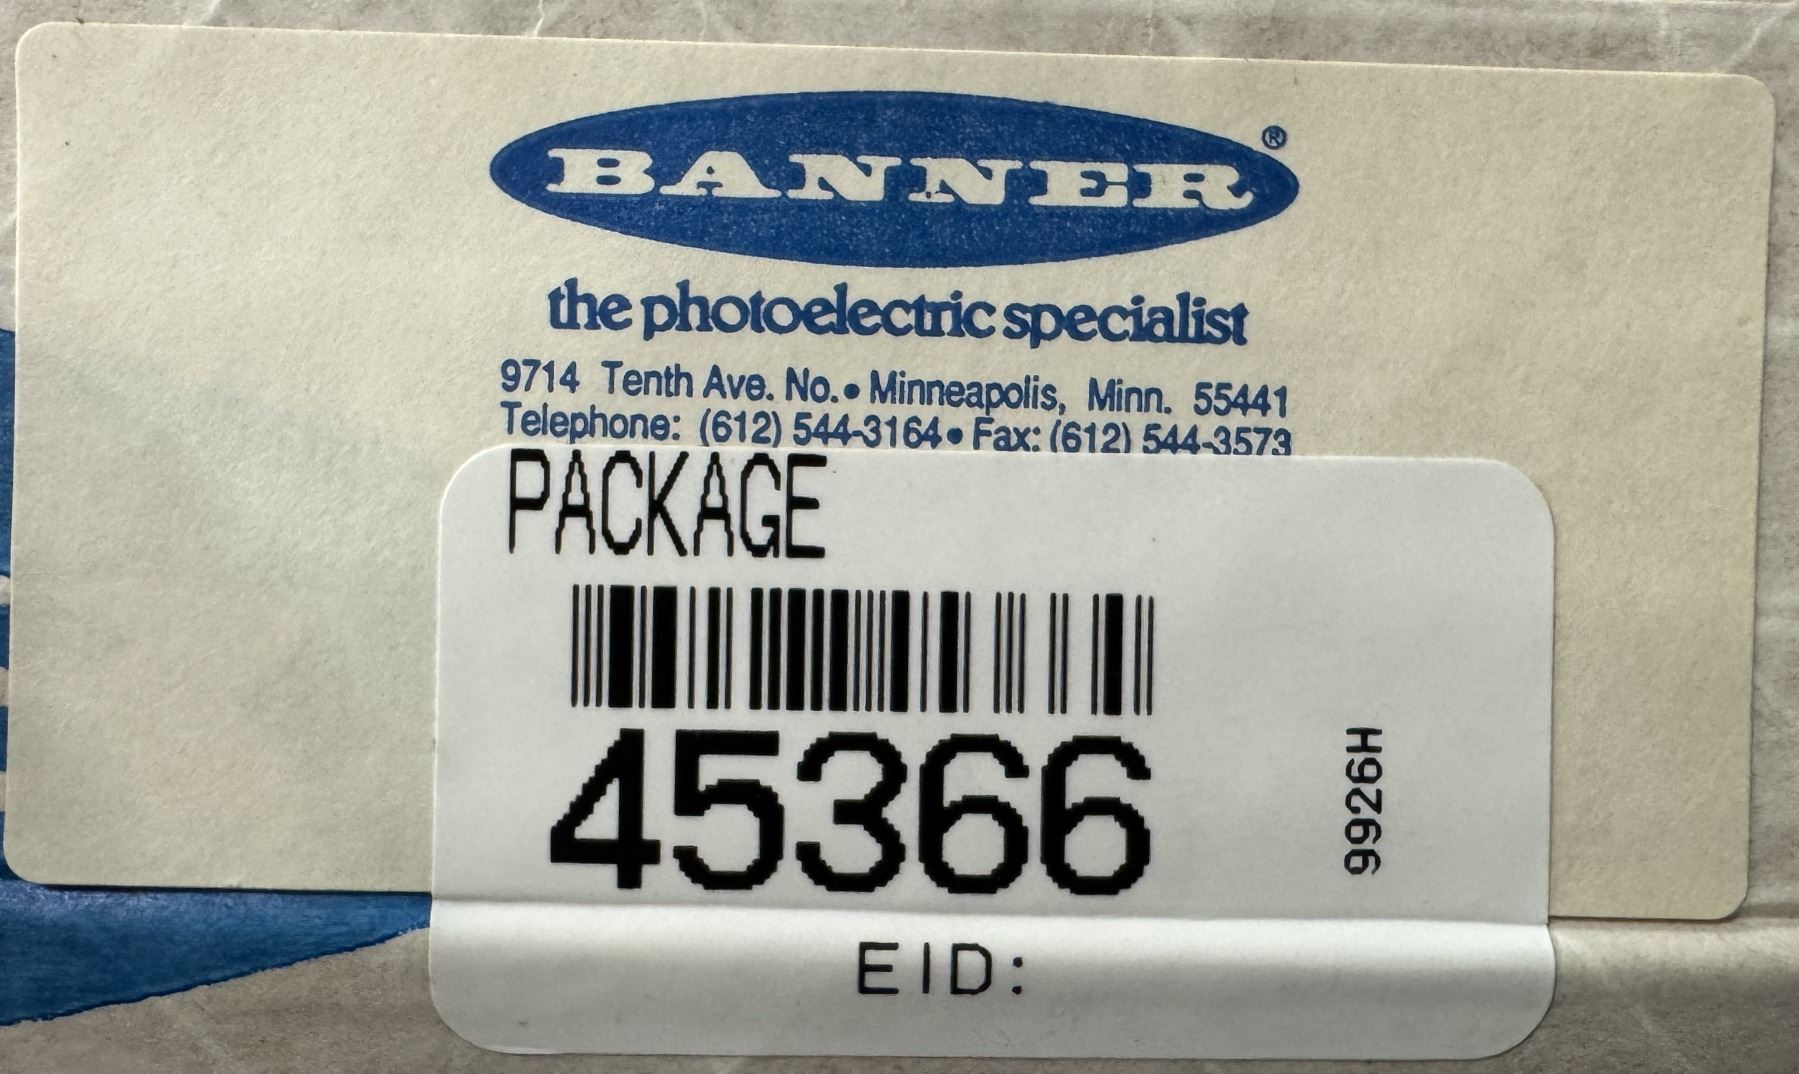 BANNER®
the photoelectric specialist
9714 Tenth Ave. No. • Minneapolis, Minn. 55441
Telephone: (612) 544-3164 • Fax: (612) 544-3573
PACKAGE
45366
9926H
EID: